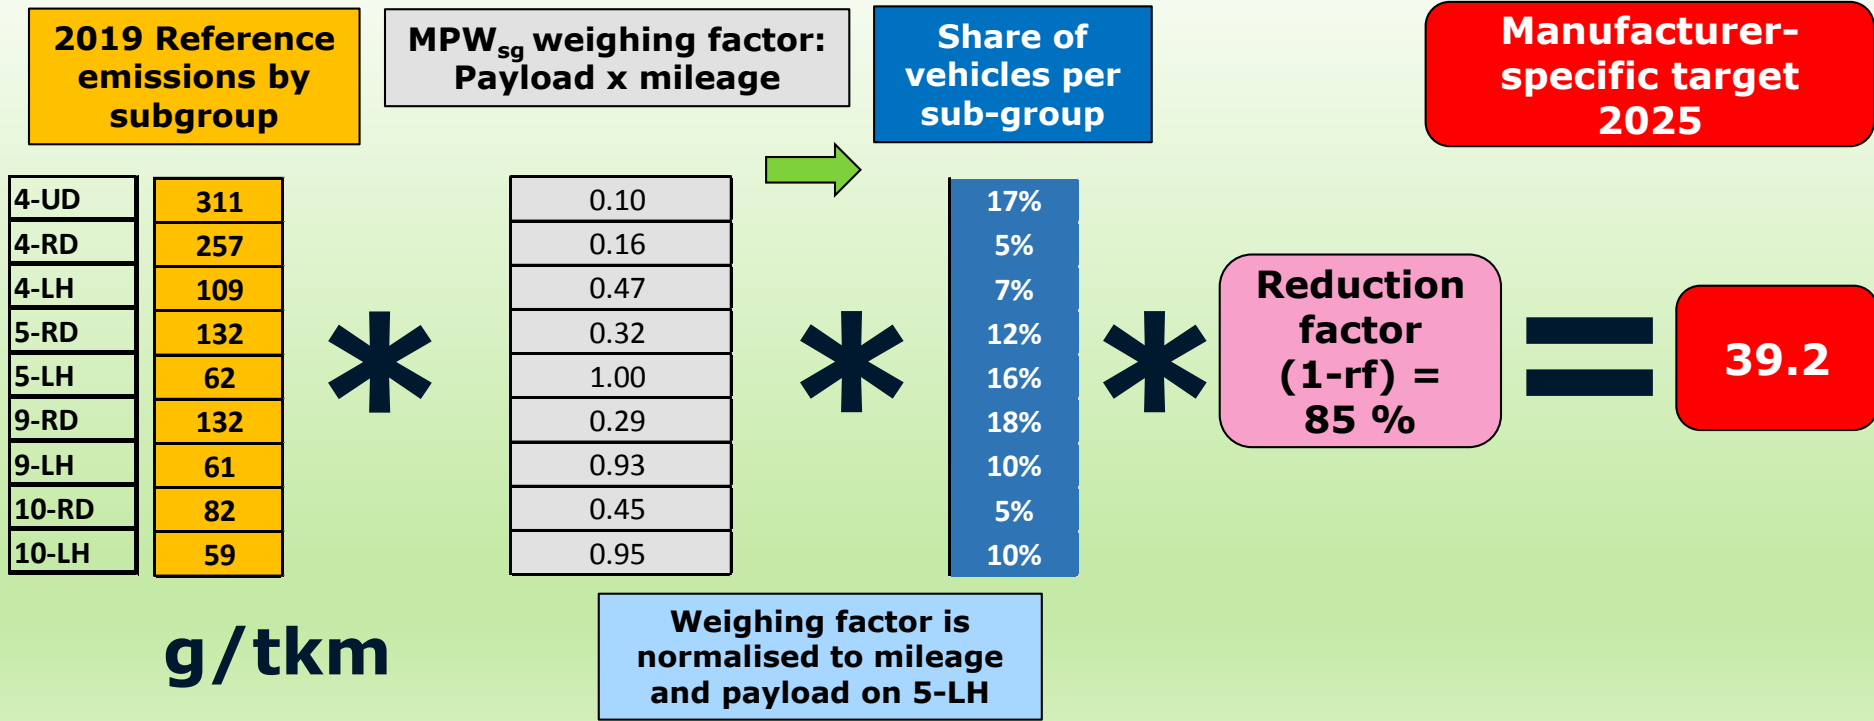 2019 Reference
emissions by
subgroup
MPWsg weighing factor:
Payload x mileage
Share of
vehicles per
sub-group
Manufacturer-
specific target
2025
4-UD 311 0.10 17%
4-RD 257 0.16 5%
4-LH 109 0.47 7%
5-RD 132 0.32 12%
5-LH 62 1.00 16%
9-RD 132 0.29 18%
9-LH 61 0.93 10%
10-RD 82 0.45 5%
10-LH 59 0.95 10%
* * *
Reduction
factor
(1-rf) =
85 %
=
39.2
g/tkm
Weighing factor is
normalised to mileage
and payload on 5-LH